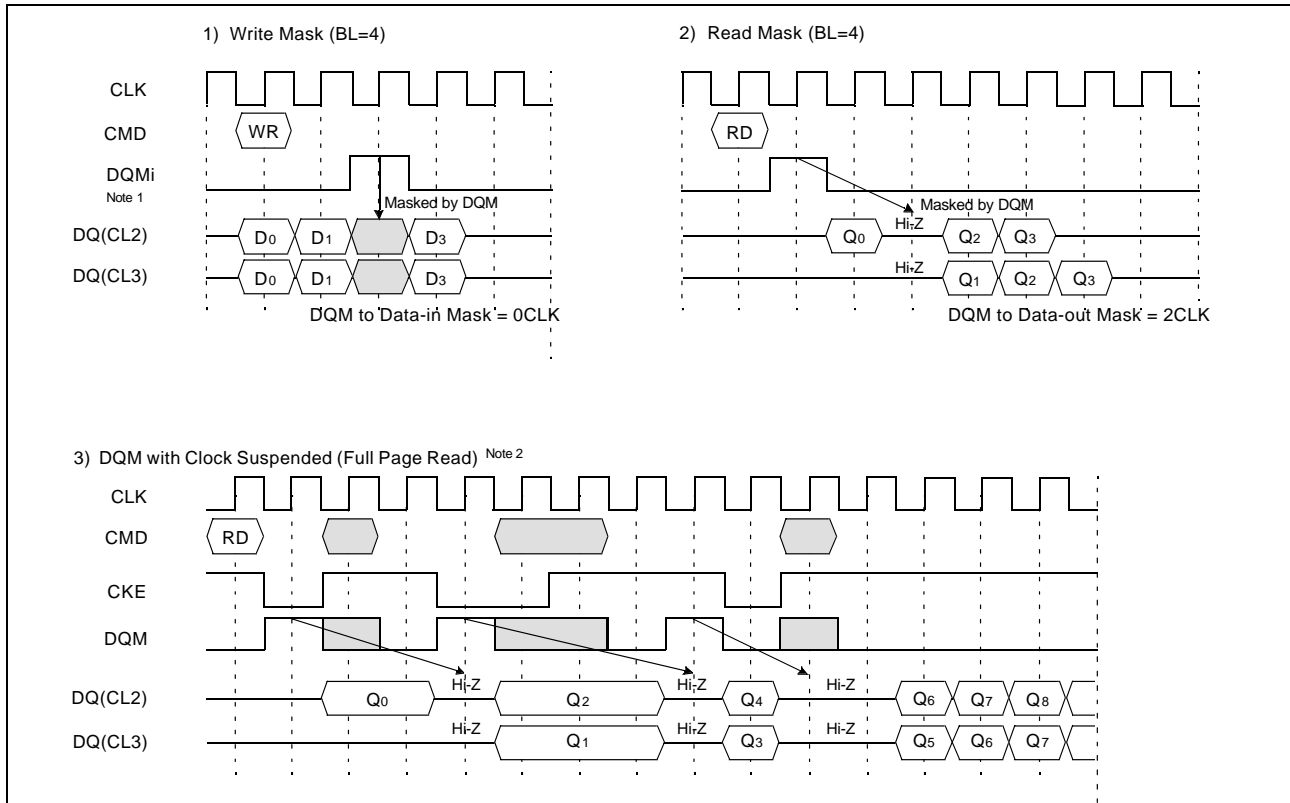 1) Write Mask (BL=4)
2) Read Mask (BL=4)
CLK
CMD
WR
RD
DQMi
Note 1
Masked by DQM
Masked by DQM
DQ(CL2)
D0
D1
D3
Q0
Hi-Z
Q2
Q3
DQ(CL3)
D0
D1
D3
Hi-Z
Q1
Q2
Q3
DQM to Data-in Mask = 0CLK
DQM to Data-out Mask = 2CLK
3) DQM with Clock Suspended (Full Page Read) Note 2
CLK
CMD
RD
CKE
DQM
DQ(CL2)
Q0
Hi-Z
Q2
Hi-Z
Q4
Hi-Z
Q6
Q7
Q8
DQ(CL3)
Hi-Z
Q1
Hi-Z
Q3
Hi-Z
Q5
Q6
Q7